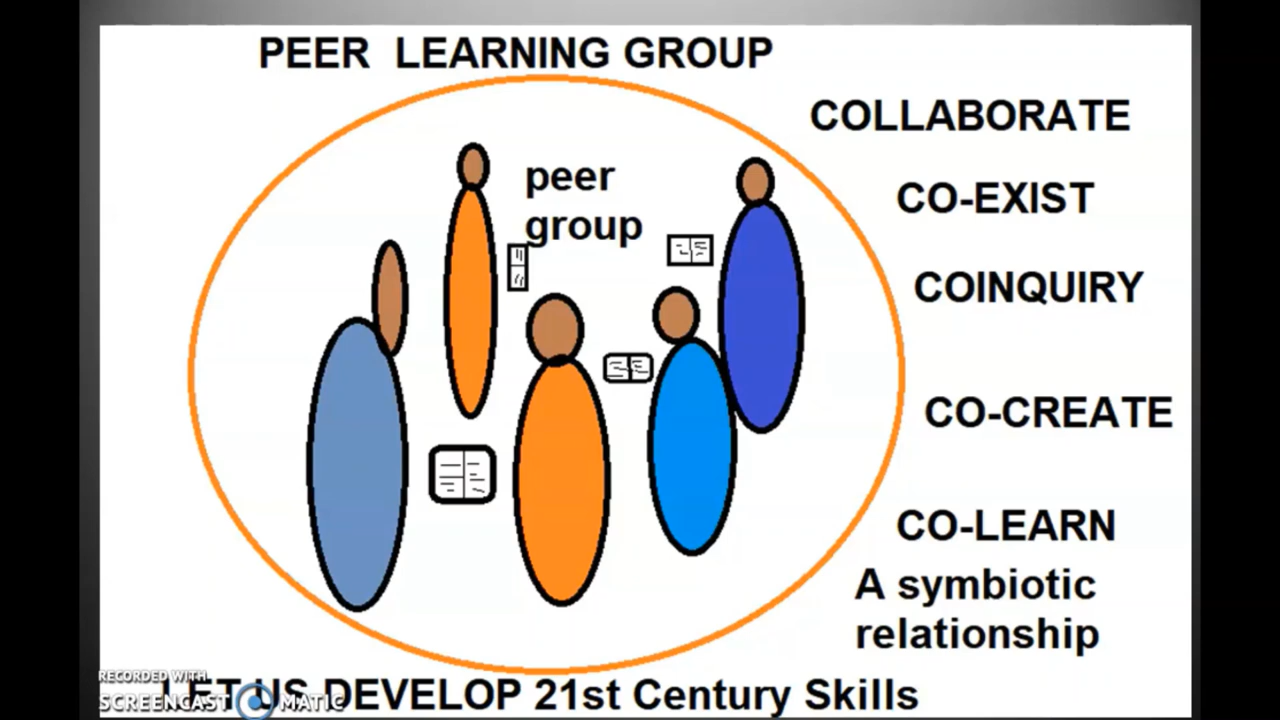 PEER LEARNING GROUP
COLLABORATE
peer
group
CO-EXIST
COINQUIRY
CO-CREATE
CO-LEARN
A symbiotic
relationship
RECORDED WITH
SCREENCAST MATIC
LET US DEVELOP 21st Century Skills